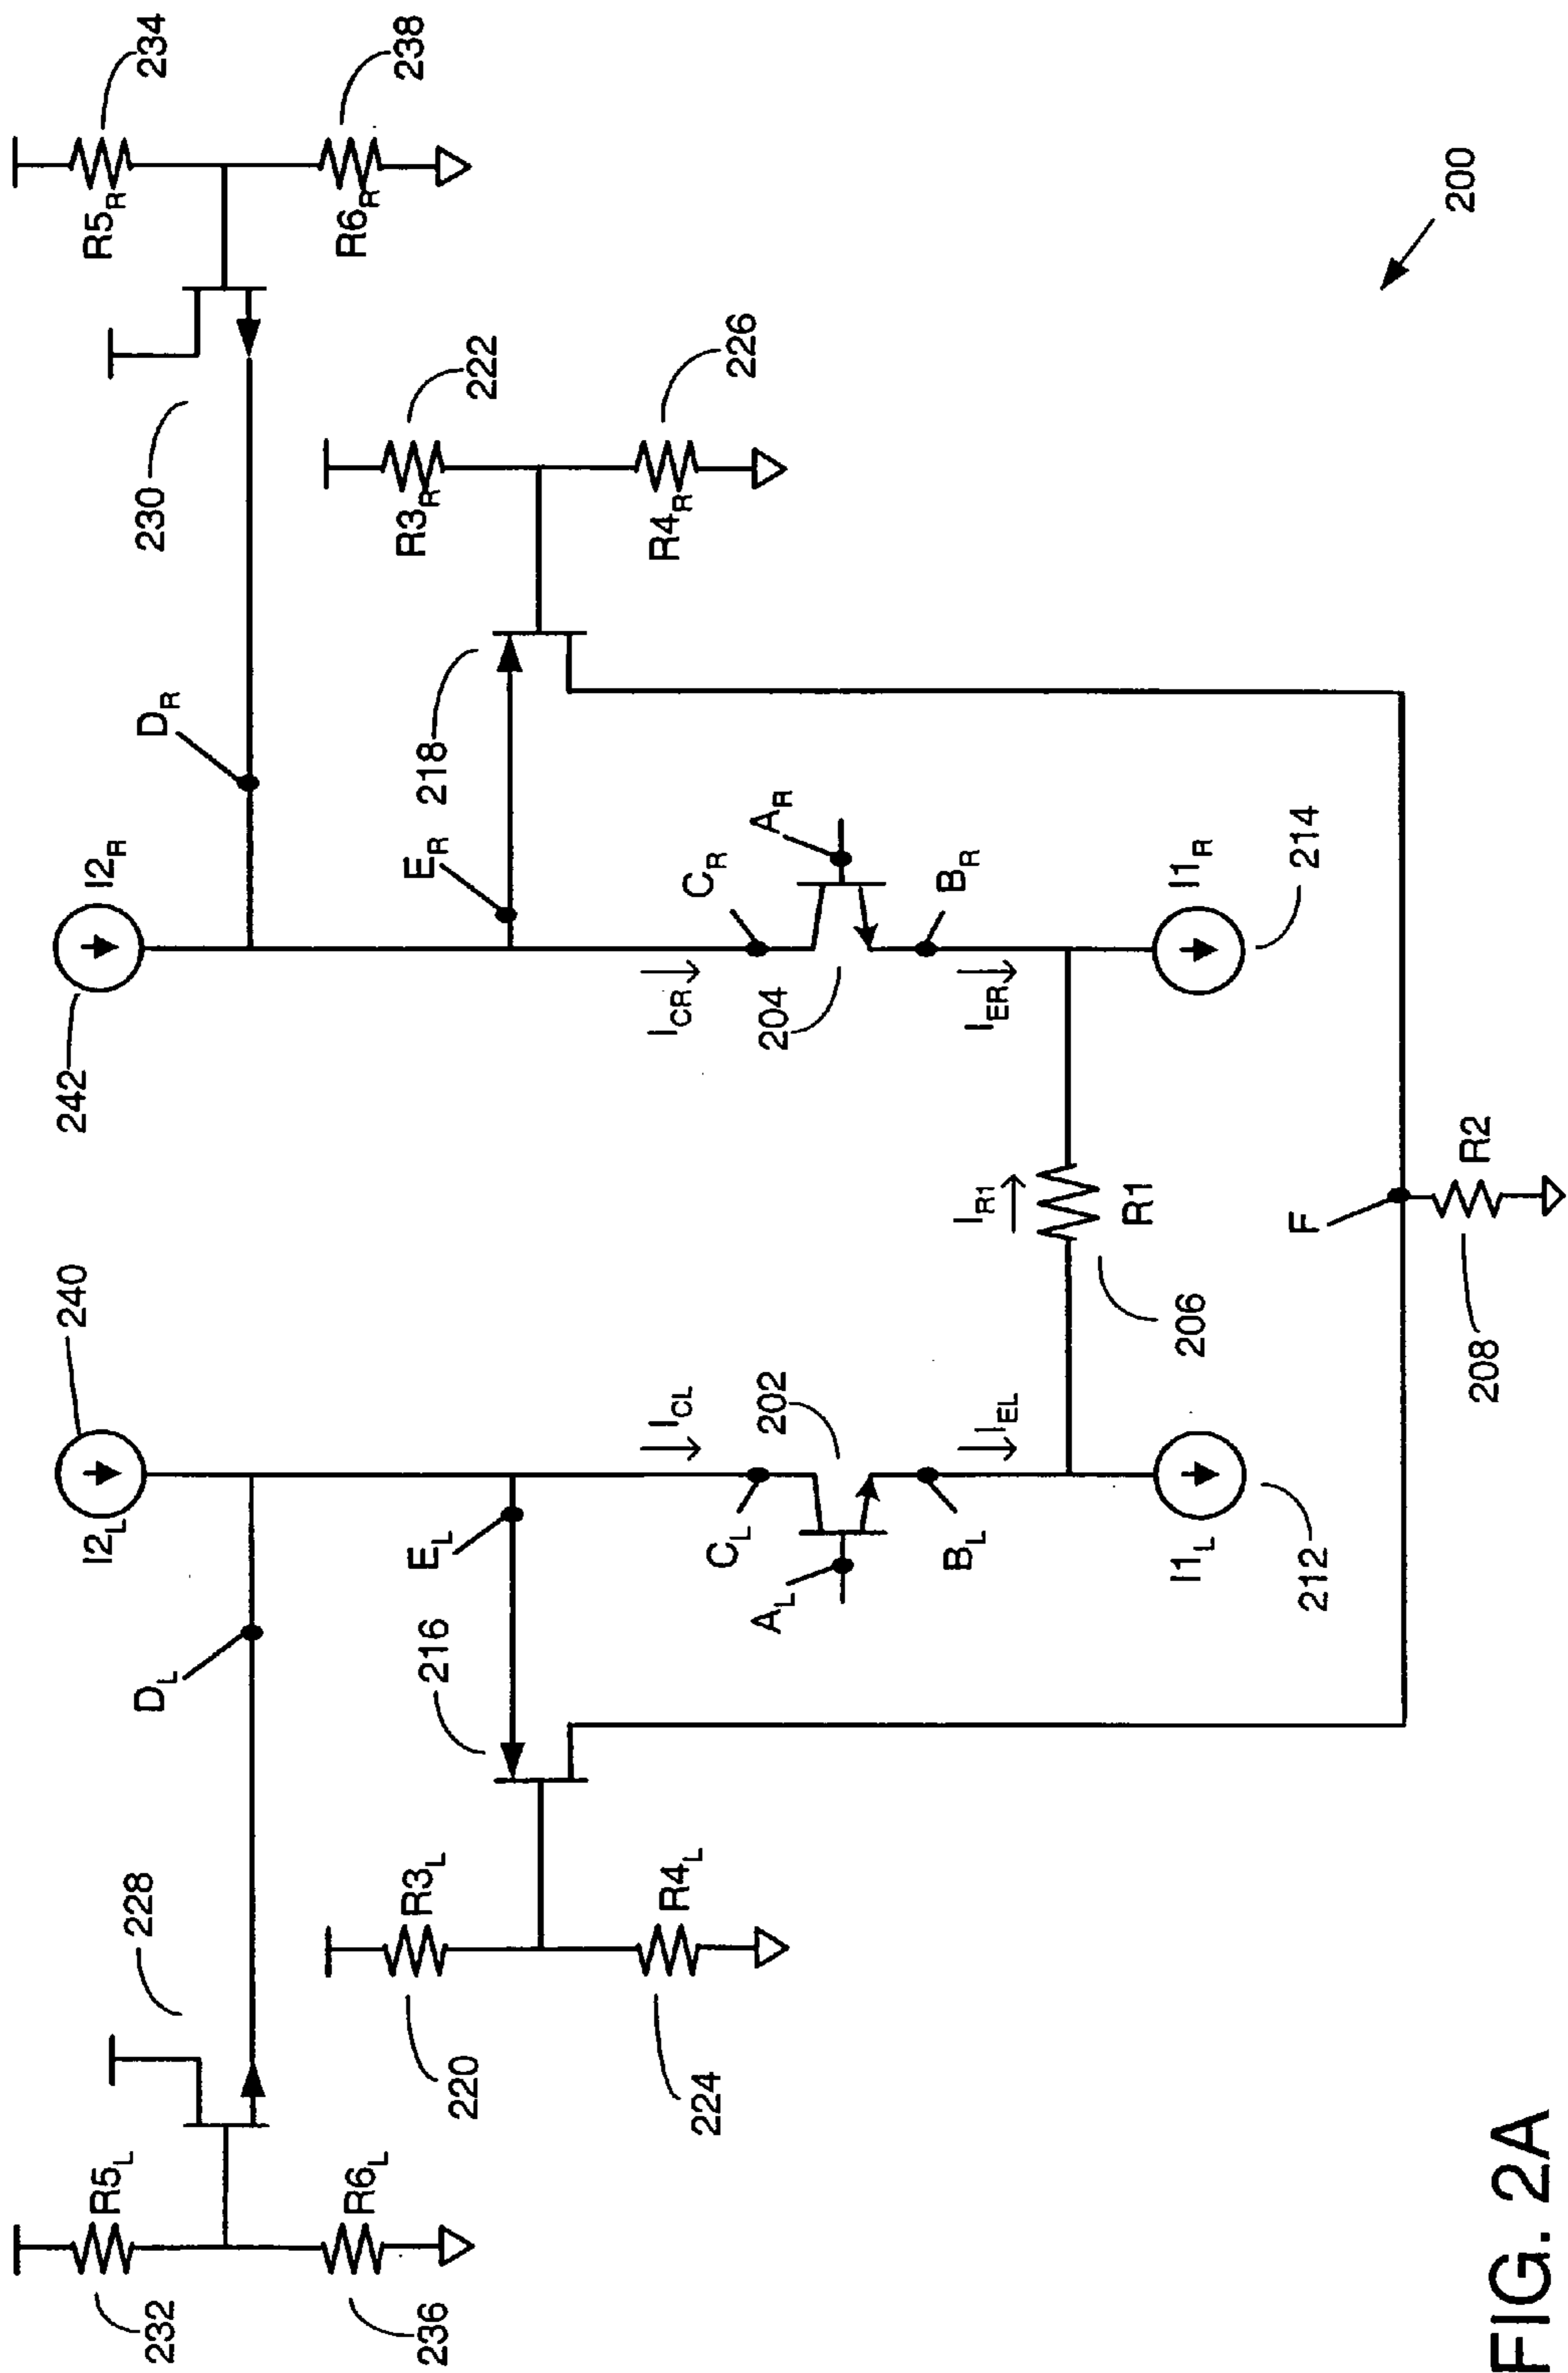 232
R5L
236
R6L
228
220
R3L
224
R4L
DL
216
EL
I2L
240
CL
ICL
AL
202
BL
IEL
I1L
212
IR1
R1
206
F
R2
208
242
I2R
DR
ER
218
ICR
CR
AR
204
IER
BR
I1R
214
230
R3R
222
R4R
226
R5R
234
R6R
238
200
FIG. 2A